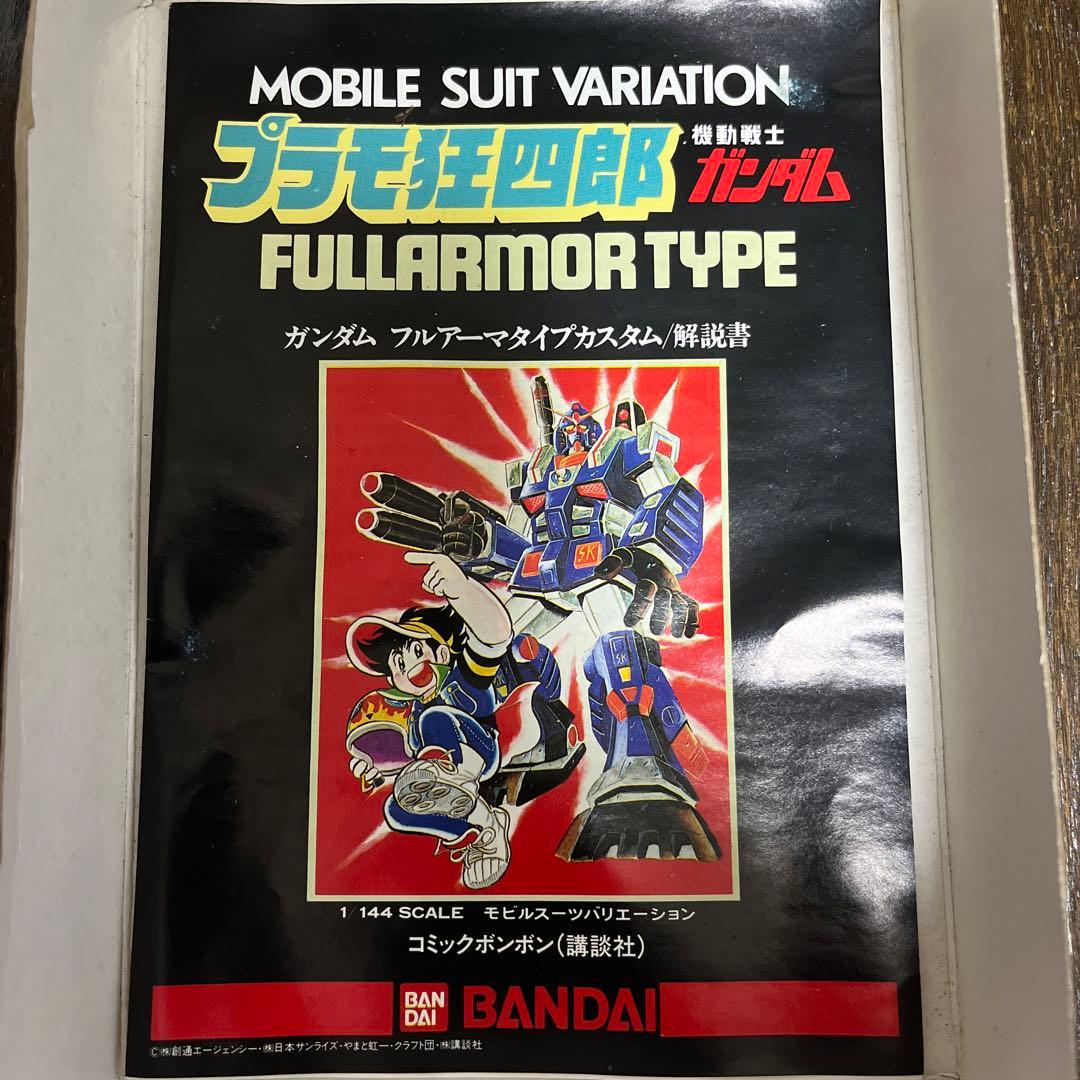 MOBILE SUIT VARIATION
プラモ狂四郎 機動戦士 ガンダム
FULLARMOR TYPE
ガンダム フルアーマタイプカスタム/解説書
S.K
S.K
1/144 SCALE モビルスーツバリエーション
コミックボンボン(講談社)
BAN DAI BANDAI
©㈱創通エージェンシー・㈱日本サンライズ・やまと虹一・クラフト団・㈱講談社